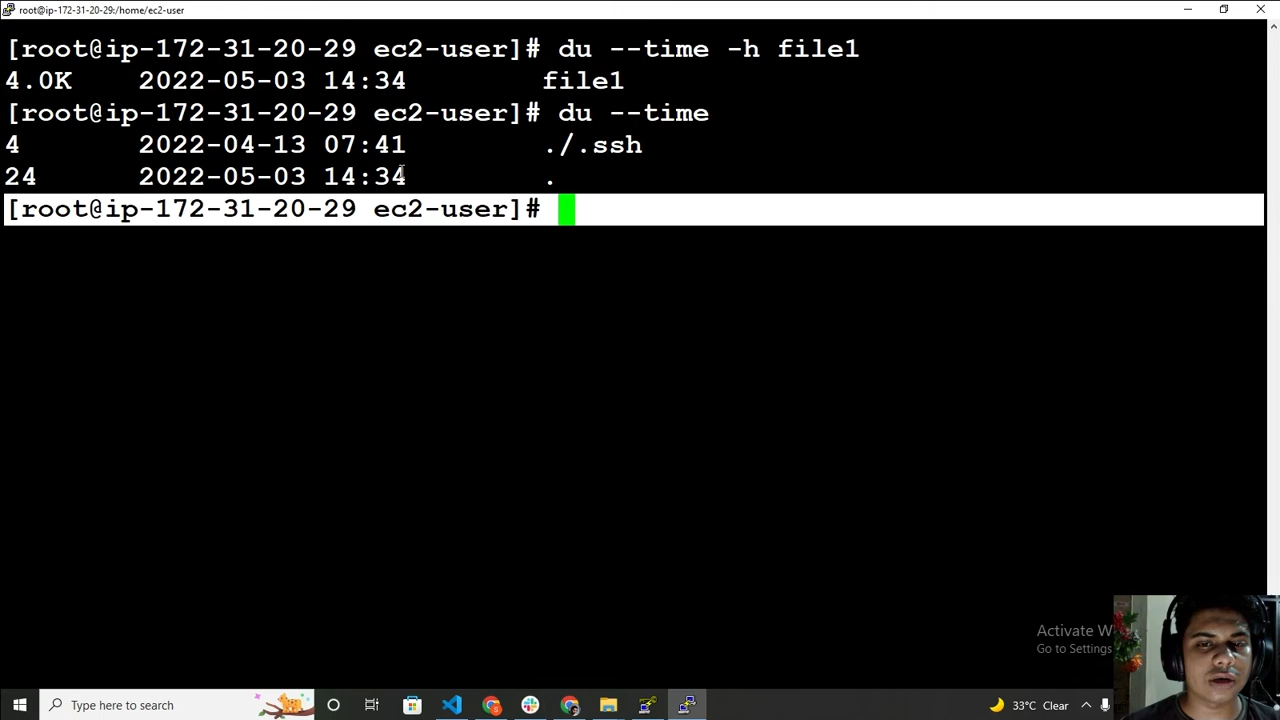 root@ip-172-31-20-29:/home/ec2-user
[root@ip-172-31-20-29 ec2-user]# du --time -h file1
4.0K 2022-05-03 14:34 file1
[root@ip-172-31-20-29 ec2-user]# du --time
4 2022-04-13 07:41 ./.ssh
24 2022-05-03 14:34 .
[root@ip-172-31-20-29 ec2-user]#
Activate W
Go to Settings
Type here to search
33°C Clear